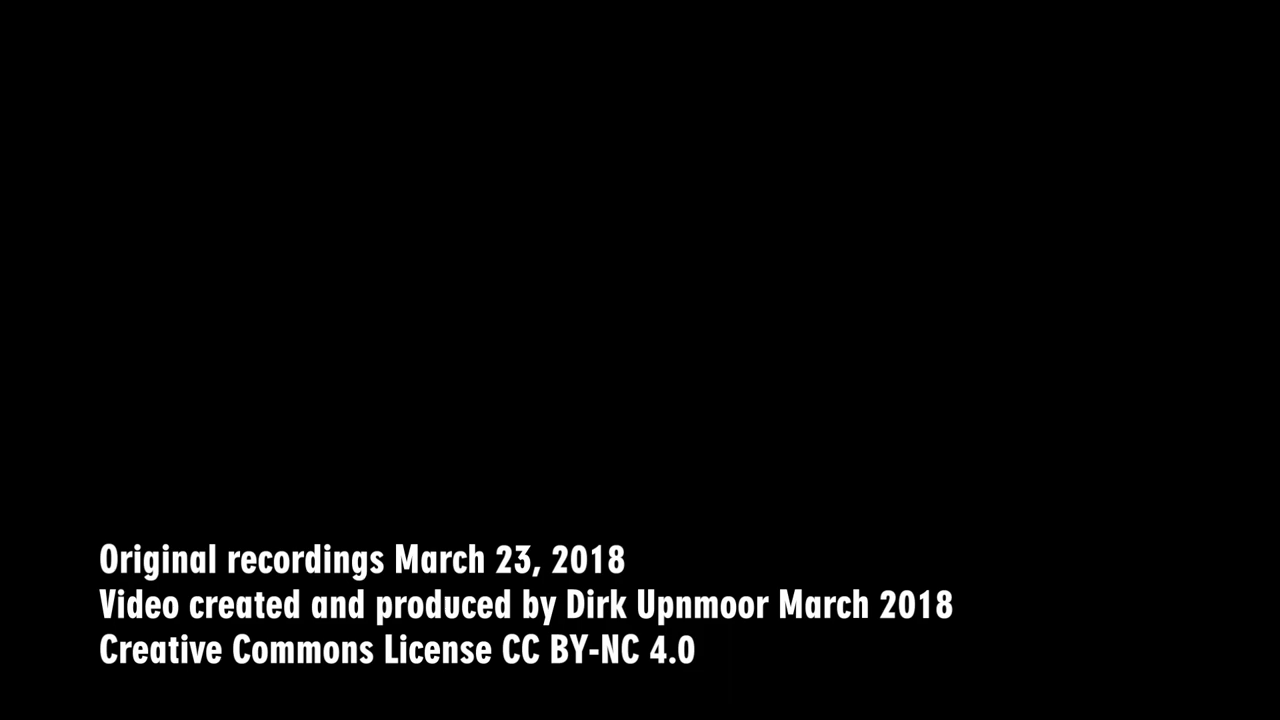 Original recordings March 23, 2018
Video created and produced by Dirk Upnmoor March 2018
Creative Commons License CC BY-NC 4.0